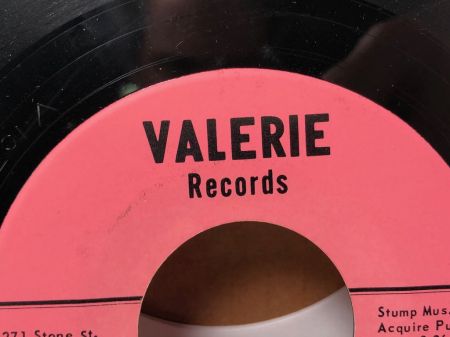 VALERIE
Records
271 Stone St.
Stump Mus.
Acquire Pu